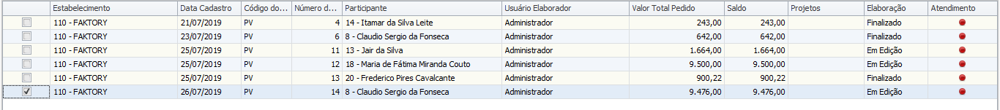 Estabelecimento Data Cadastro Código do... Número d... Participante Usuário Elaborador Valor Total Pedido Saldo Projetos Elaboração Atendimento
110 - FAKTORY 21/07/2019 PV 4 14 - Itamar da Silva Leite Administrador 243,00 243,00 Finalizado
110 - FAKTORY 23/07/2019 PV 6 8 - Claudio Sergio da Fonseca Administrador 642,00 642,00 Finalizado
110 - FAKTORY 25/07/2019 PV 11 13 - Jair da Silva Administrador 1.664,00 1.664,00 Em Edição
110 - FAKTORY 25/07/2019 PV 12 18 - Maria de Fátima Miranda Couto Administrador 9.500,00 9.500,00 Em Edição
110 - FAKTORY 25/07/2019 PV 13 20 - Frederico Pires Cavalcante Administrador 900,22 900,22 Finalizado
110 - FAKTORY 26/07/2019 PV 14 8 - Claudio Sergio da Fonseca Administrador 9.476,00 9.476,00 Em Edição